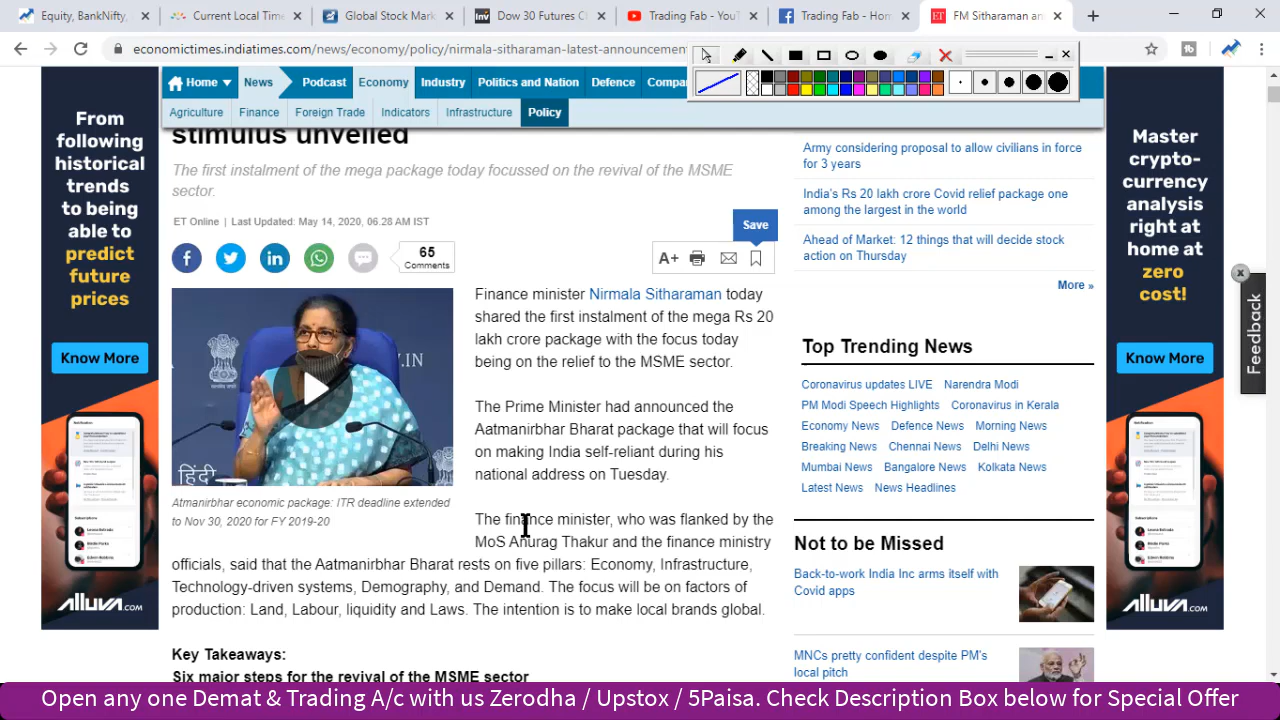 Equity, BankNifty,
Current Local Time
Global Stock Mark
Dow 30 Futures C
Trading Fab - YouT
Trading Fab - Hom
FM Sitharaman an
economictimes.indiatimes.com/news/economy/policy/nirmala-sitharaman-latest-announcement
Home
News
Podcast
Economy
Industry
Politics and Nation
Defence
Compa
Agriculture
Finance
Foreign Trade
Indicators
Infrastructure
Policy
stimulus unveiled
The first instalment of the mega package today focussed on the revival of the MSME
sector.
ET Online | Last Updated: May 14, 2020, 06.28 AM IST
Save
65
Comments
A+
हिन्दी
Aatmanirbhar economic package: ITR deadline extended
to Nov 30, 2020 for FY 2019-20
Finance minister Nirmala Sitharaman today
shared the first instalment of the mega Rs 20
lakh crore package with the focus today
being on the relief to the MSME sector.
The Prime Minister had announced the
Aatmanirbhar Bharat package that will focus
on making India self-reliant during his
national address on Tuesday.
The finance minister, who was flanked by the
MoS Anurag Thakur and the finance ministry
officials, said that the Aatmanirbhar Bharat rests on five pillars: Economy, Infrastructure,
Technology-driven systems, Demography, and Demand. The focus will be on factors of
production: Land, Labour, liquidity and Laws. The intention is to make local brands global.
Key Takeaways:
Six major steps for the revival of the MSME sector
Army considering proposal to allow civilians in force
for 3 years
India's Rs 20 lakh crore Covid relief package one
among the largest in the world
Ahead of Market: 12 things that will decide stock
action on Thursday
More »
Top Trending News
Coronavirus updates LIVE Narendra Modi
PM Modi Speech Highlights Coronavirus in Kerala
Economy News Defence News Morning News
Breaking News Chennai News Delhi News
Mumbai News Bangalore News Kolkata News
Latest News News Headlines
Not to be Missed
Back-to-work India Inc arms itself with
Covid apps
MNCs pretty confident despite PM's
local pitch
From
following
historical
trends
to being
able to
predict
future
prices
Know More
ALLUVA.COM
Master
crypto-
currency
analysis
right at
home at
zero
cost!
Know More
ALLUVA.COM
Feedback
Open any one Demat & Trading A/c with us Zerodha / Upstox / 5Paisa. Check Description Box below for Special Offer